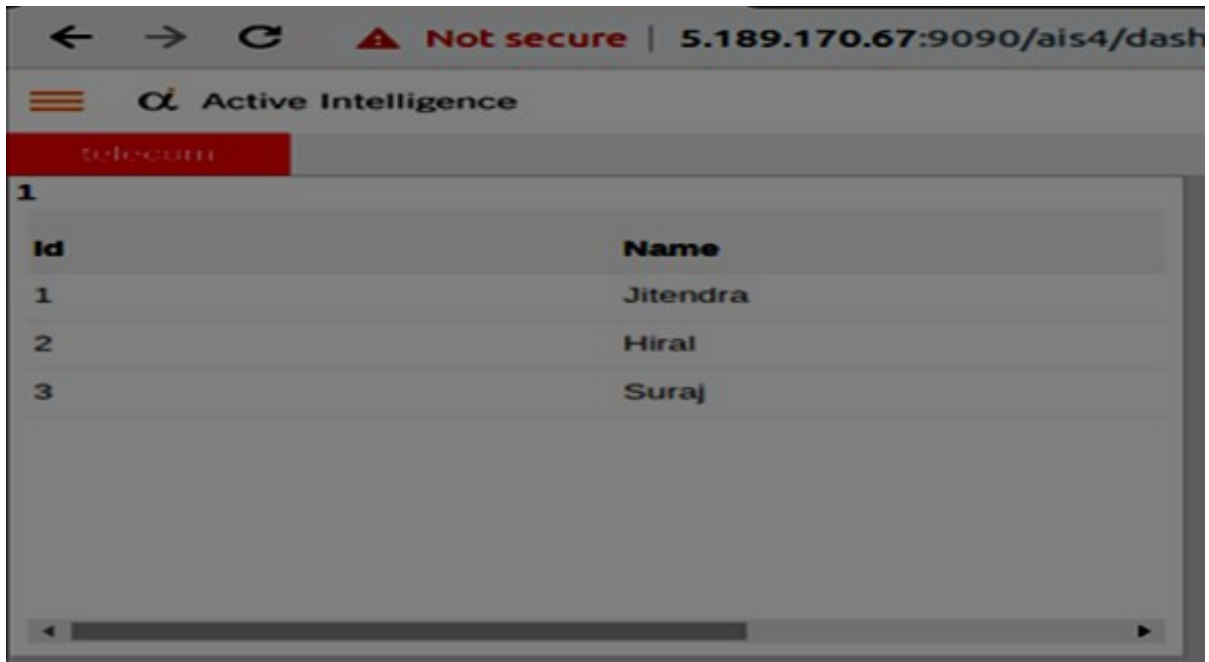 Not secure | 5.189.170.67:9090/ais4/dash
Active Intelligence
telecom
1
Id Name
1 Jitendra
2 Hiral
3 Suraj